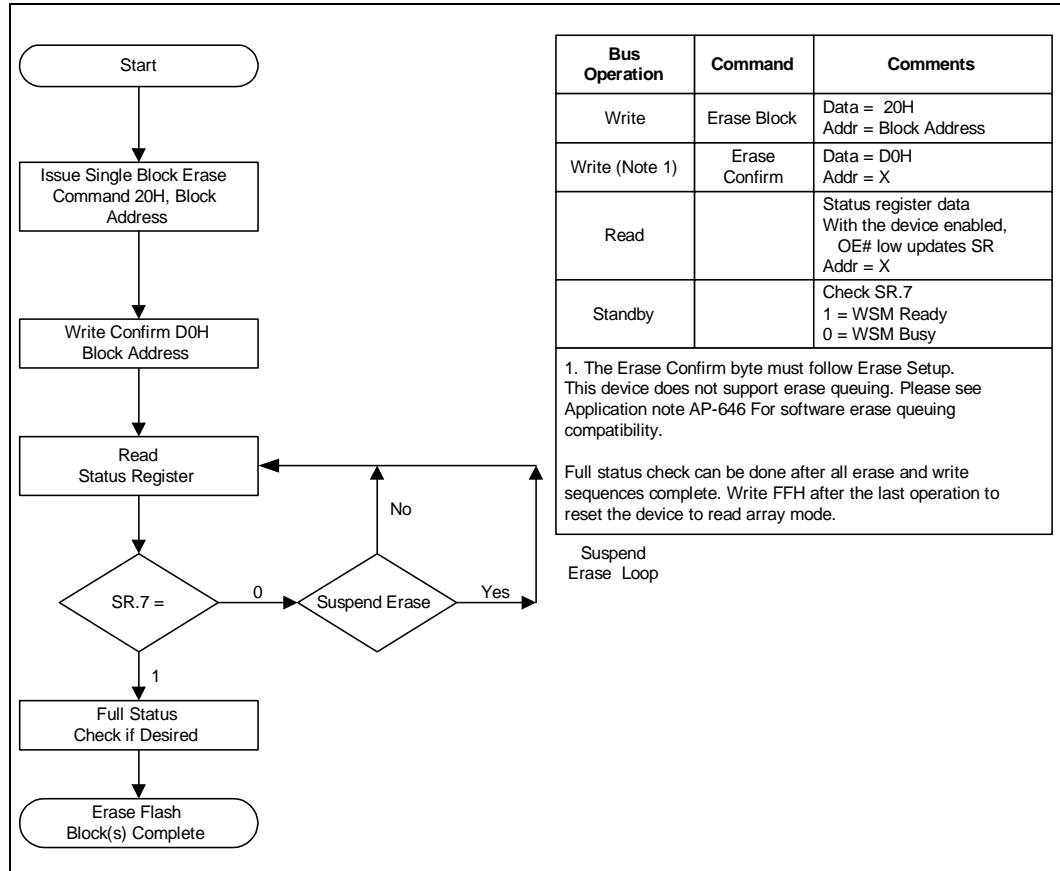 Start
Issue Single Block Erase
Command 20H, Block
Address
Write Confirm D0H
Block Address
Read
Status Register
No
SR.7 =
0
Suspend Erase
Yes
1
Full Status
Check if Desired
Erase Flash
Block(s) Complete
Bus
Operation
Command
Comments
Write
Erase Block
Data = 20H
Addr = Block Address
Write (Note 1)
Erase
Confirm
Data = D0H
Addr = X
Read
Status register data
With the device enabled,
OE# low updates SR
Addr = X
Standby
Check SR.7
1 = WSM Ready
0 = WSM Busy
1. The Erase Confirm byte must follow Erase Setup.
This device does not support erase queuing. Please see
Application note AP-646 For software erase queuing
compatibility.
Full status check can be done after all erase and write
sequences complete. Write FFH after the last operation to
reset the device to read array mode.
Suspend
Erase Loop